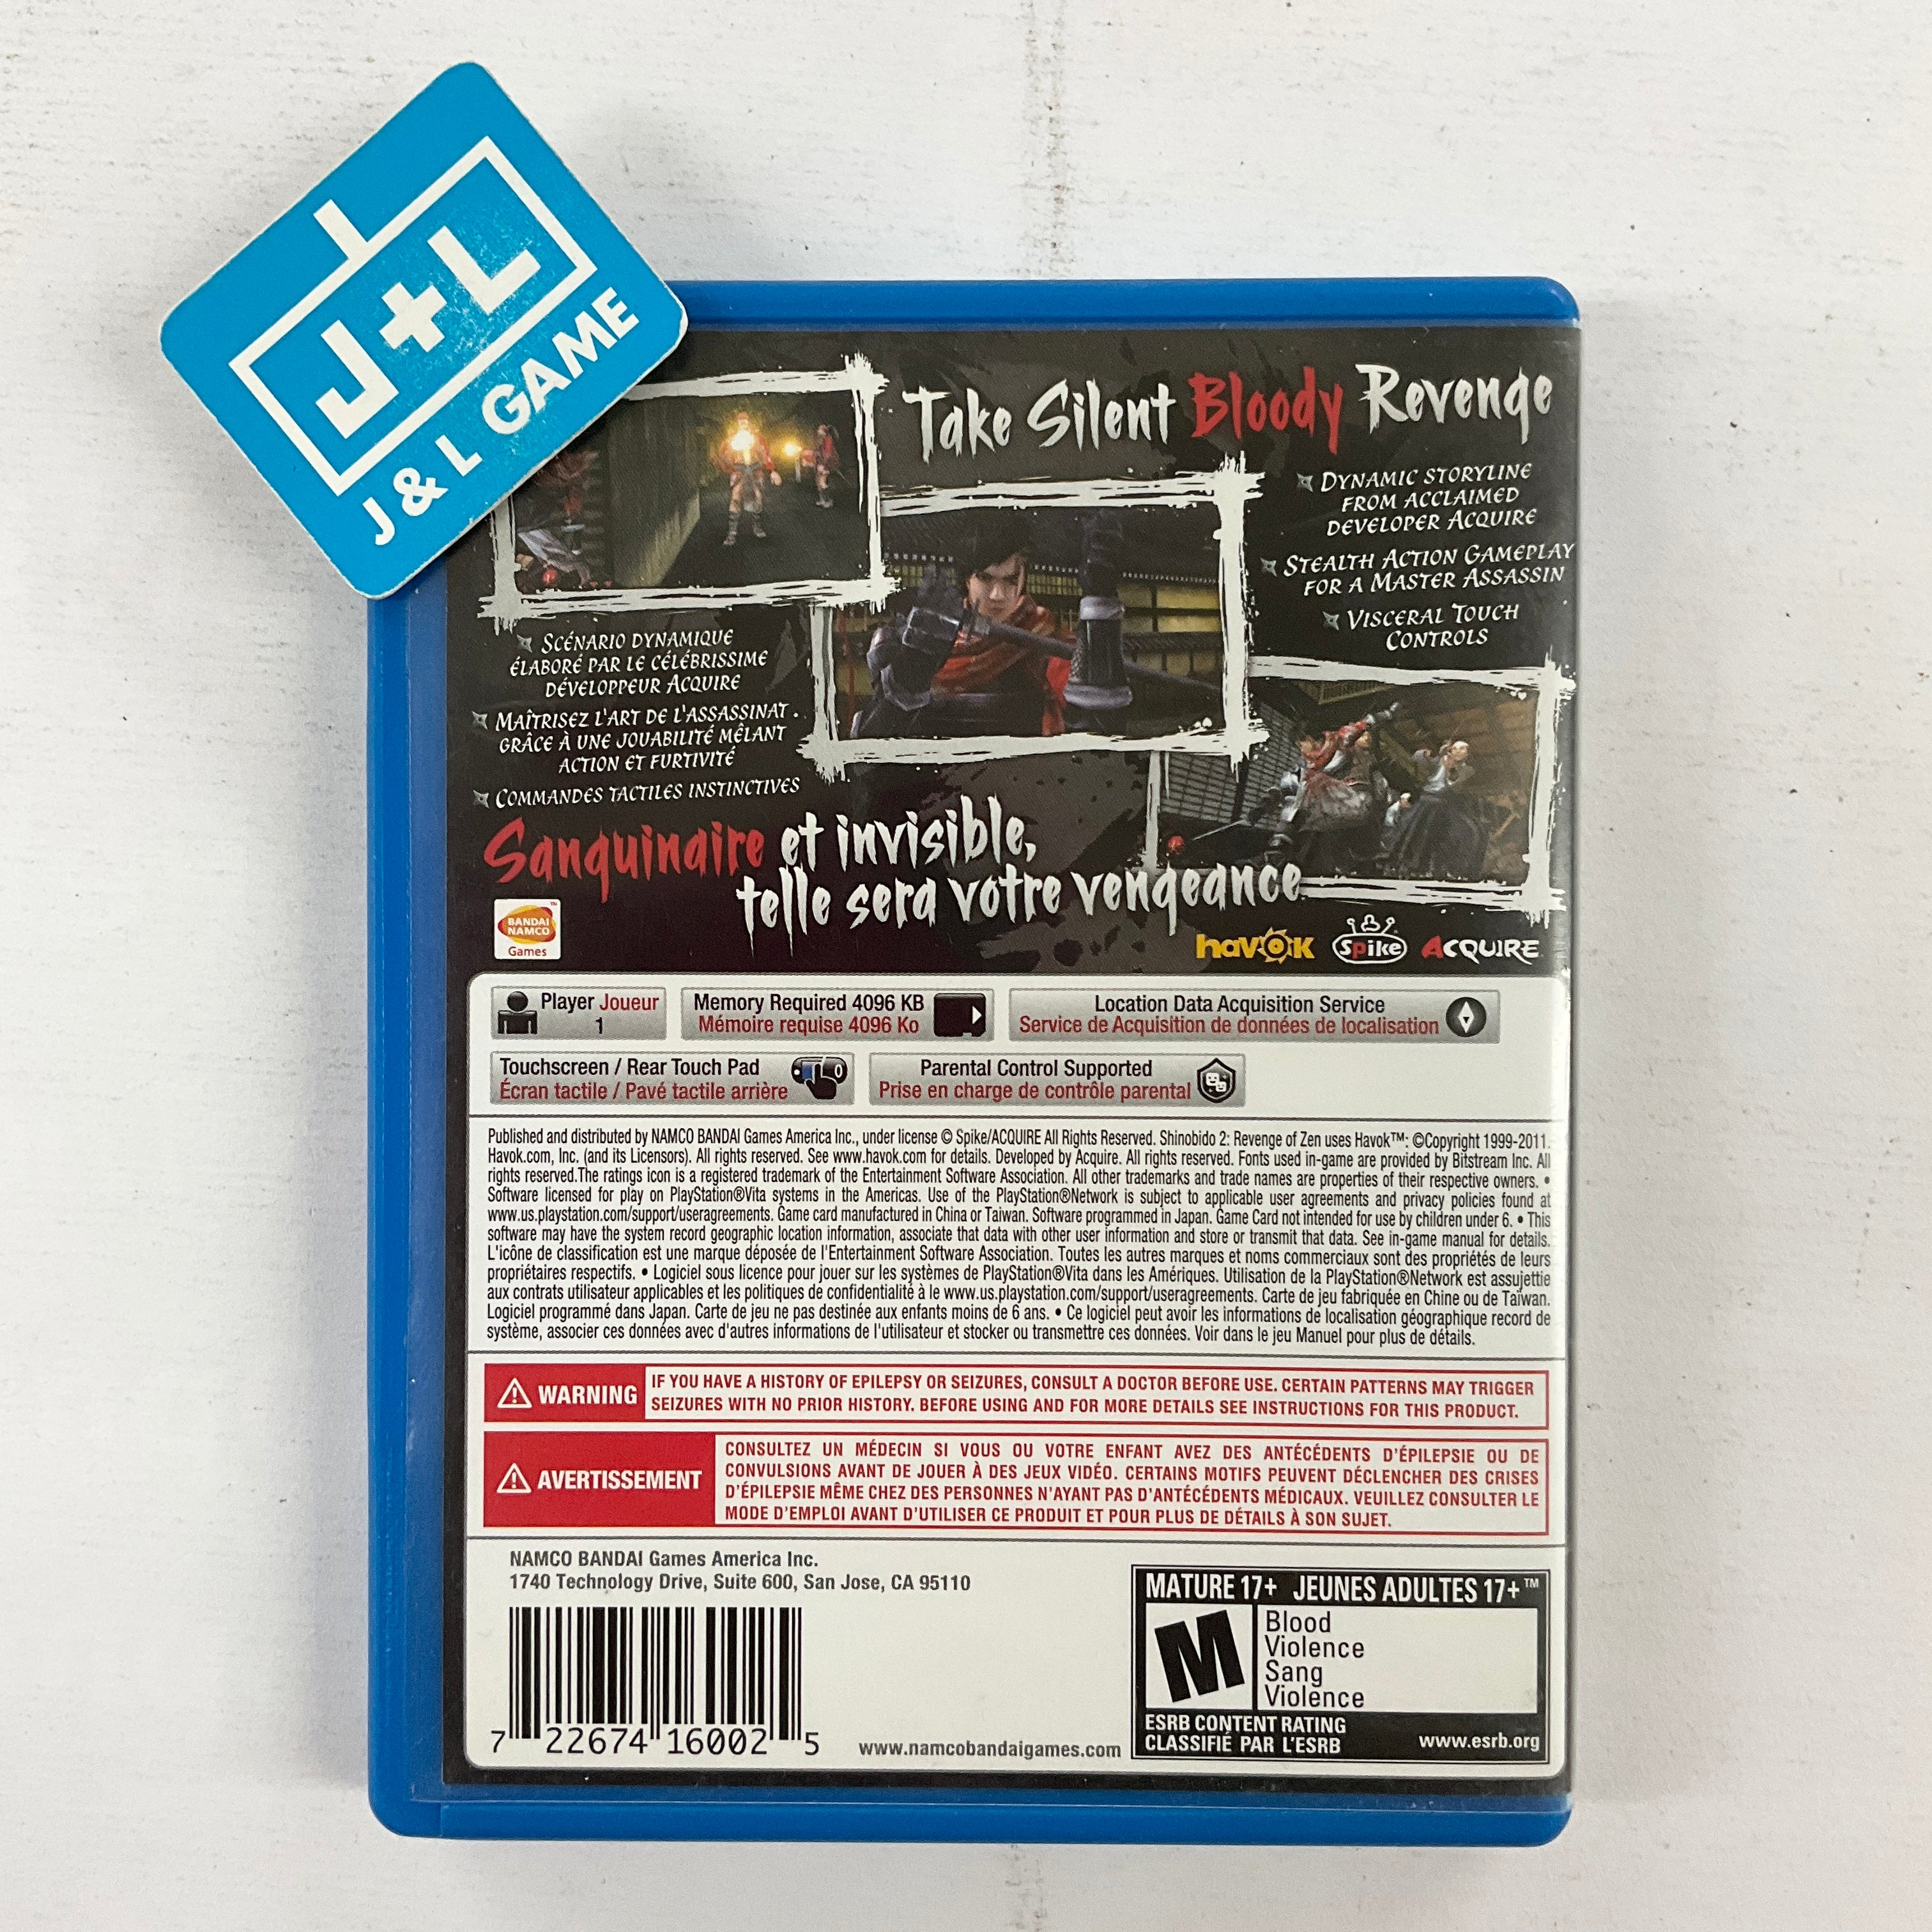 J+L
J & L GAME
Take Silent Bloody Revenge
DYNAMIC STORYLINE
FROM ACCLAIMED
DEVELOPER ACQUIRE
STEALTH ACTION GAMEPLAY
FOR A MASTER ASSASSIN
VISCERAL TOUCH
CONTROLS
SCÉNARIO DYNAMIQUE
ÉLABORÉ PAR LE CÉLÉBRISSIME
DÉVELOPPEUR ACQUIRE
MAÎTRISEZ L'ART DE L'ASSASSINAT
GRÂCE À UNE JOUABILITÉ MÊLANT
ACTION ET FURTIVITÉ
COMMANDES TACTILES INSTINCTIVES
Sanguinaire et invisible,
telle sera votre vengeance
BANDAI
NAMCO
Games
havok Spike ACQUIRE
Player Joueur
1
Memory Required 4096 KB
Mémoire requise 4096 Ko
Location Data Acquisition Service
Service de Acquisition de données de localisation
Touchscreen / Rear Touch Pad
Écran tactile / Pavé tactile arrière
Parental Control Supported
Prise en charge de contrôle parental
Published and distributed by NAMCO BANDAI Games America Inc., under license © Spike/ACQUIRE All Rights Reserved. Shinobido 2: Revenge of Zen uses Havok™: ©Copyright 1999-2011.
Havok.com, Inc. (and its Licensors). All rights reserved. See www.havok.com for details. Developed by Acquire. All rights reserved. Fonts used in-game are provided by Bitstream Inc. All
rights reserved.The ratings icon is a registered trademark of the Entertainment Software Association. All other trademarks and trade names are properties of their respective owners. •
Software licensed for play on PlayStation®Vita systems in the Americas. Use of the PlayStation®Network is subject to applicable user agreements and privacy policies found at
www.us.playstation.com/support/useragreements. Game card manufactured in China or Taiwan. Software programmed in Japan. Game Card not intended for use by children under 6. • This
software may have the system record geographic location information, associate that data with other user information and store or transmit that data. See in-game manual for details.
L'icône de classification est une marque déposée de l'Entertainment Software Association. Toutes les autres marques et noms commerciaux sont des propriétés de leurs
propriétaires respectifs. • Logiciel sous licence pour jouer sur les systèmes de PlayStation®Vita dans les Amériques. Utilisation de la PlayStation®Network est assujettie
aux contrats utilisateur applicables et les politiques de confidentialité à le www.us.playstation.com/support/useragreements. Carte de jeu fabriquée en Chine ou de Taïwan.
Logiciel programmé dans Japan. Carte de jeu ne pas destinée aux enfants moins de 6 ans. • Ce logiciel peut avoir les informations de localisation géographique record de
système, associer ces données avec d'autres informations de l'utilisateur et stocker ou transmettre ces données. Voir dans le jeu Manuel pour plus de détails.
WARNING
IF YOU HAVE A HISTORY OF EPILEPSY OR SEIZURES, CONSULT A DOCTOR BEFORE USE. CERTAIN PATTERNS MAY TRIGGER
SEIZURES WITH NO PRIOR HISTORY. BEFORE USING AND FOR MORE DETAILS SEE INSTRUCTIONS FOR THIS PRODUCT.
AVERTISSEMENT
CONSULTEZ UN MÉDECIN SI VOUS OU VOTRE ENFANT AVEZ DES ANTÉCÉDENTS D'ÉPILEPSIE OU DE
CONVULSIONS AVANT DE JOUER À DES JEUX VIDÉO. CERTAINS MOTIFS PEUVENT DÉCLENCHER DES CRISES
D'ÉPILEPSIE MÊME CHEZ DES PERSONNES N'AYANT PAS D'ANTÉCÉDENTS MÉDICAUX. VEUILLEZ CONSULTER LE
MODE D'EMPLOI AVANT D'UTILISER CE PRODUIT ET POUR PLUS DE DÉTAILS À SON SUJET.
NAMCO BANDAI Games America Inc.
1740 Technology Drive, Suite 600, San Jose, CA 95110
7 22674 16002 5
www.namcobandaigames.com
MATURE 17+ JEUNES ADULTES 17+™
M
Blood
Violence
Sang
Violence
ESRB CONTENT RATING
CLASSIFIÉ PAR L'ESRB
www.esrb.org